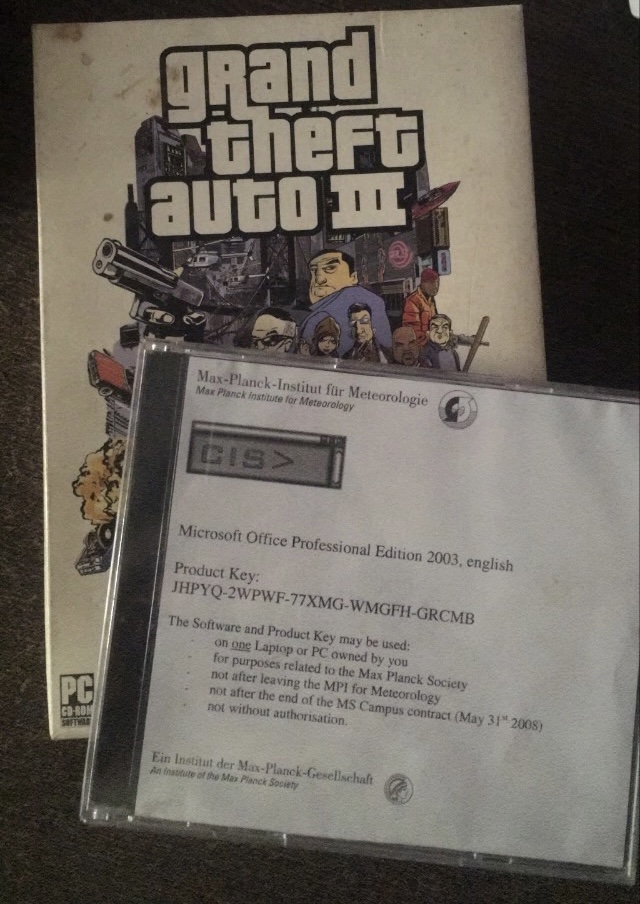 grand
theft
auto III
Max-Planck-Institut für Meteorologie
Max Planck Institute for Meteorology
CIS>
Microsoft Office Professional Edition 2003, english
Product Key:
JHPYQ-2WPWF-77XMG-WMGFH-GRCMB
The Software and Product Key may be used:
on one Laptop or PC owned by you
for purposes related to the Max Planck Society
not after leaving the MPI for Meteorology
not after the end of the MS Campus contract (May 31st 2008)
not without authorisation.
PC
CD-ROM
SOFTWARE
Ein Institut der Max-Planck-Gesellschaft
An Institute of the Max Planck Society